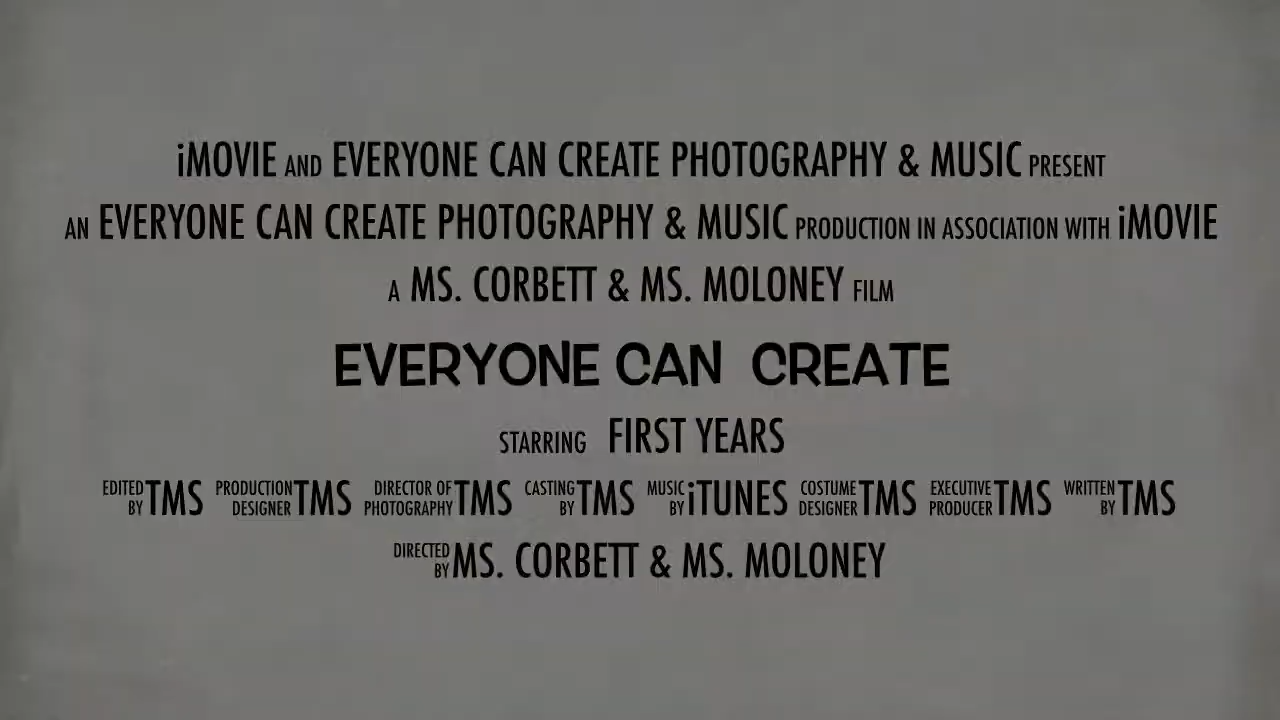 iMOVIE AND EVERYONE CAN CREATE PHOTOGRAPHY & MUSIC PRESENT
AN EVERYONE CAN CREATE PHOTOGRAPHY & MUSIC PRODUCTION IN ASSOCIATION WITH iMOVIE
A MS. CORBETT & MS. MOLONEY FILM
EVERYONE CAN CREATE
STARRING FIRST YEARS
EDITED BY TMS PRODUCTION DESIGNER TMS DIRECTOR OF PHOTOGRAPHY TMS CASTING BY TMS MUSIC BY iTUNES COSTUME DESIGNER TMS EXECUTIVE PRODUCER TMS WRITTEN BY TMS
DIRECTED BY MS. CORBETT & MS. MOLONEY